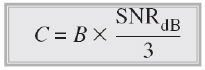 C = B × SNR_dB / 3